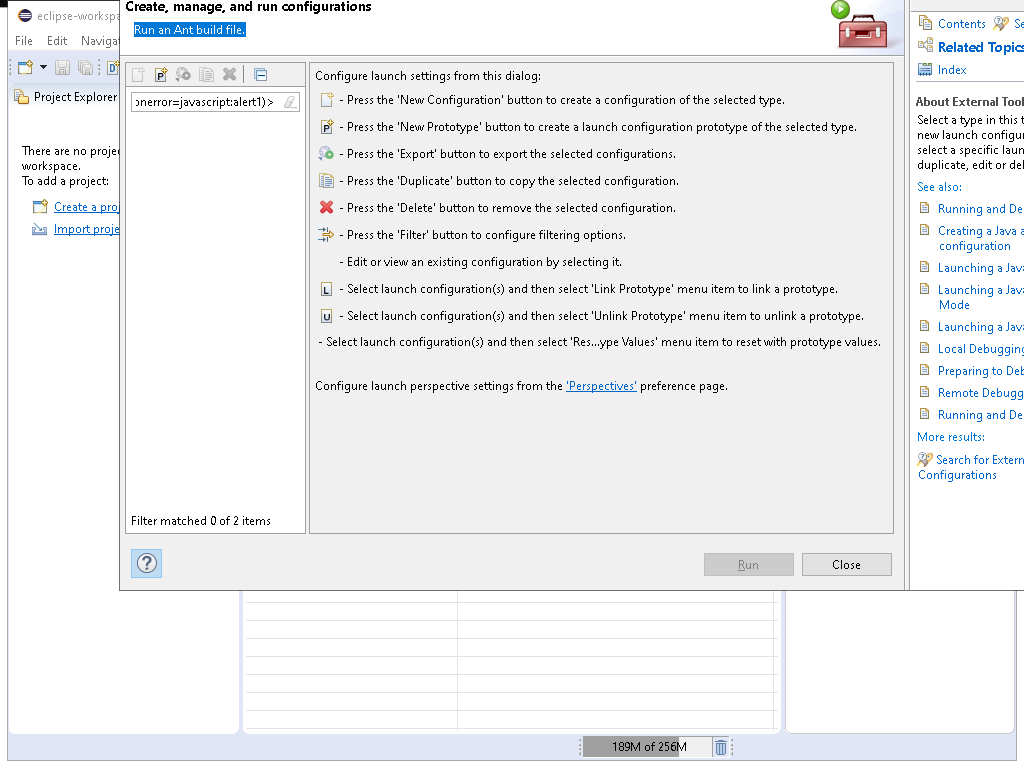 Create, manage, and run configurations
eclipse-workspa
Run an Ant build file.
File Edit Naviga
Contents Se
Related Topics
Index
Project Explorer
onerror=javascript:alert1)>
Configure launch settings from this dialog:
- Press the 'New Configuration' button to create a configuration of the selected type.
- Press the 'New Prototype' button to create a launch configuration prototype of the selected type.
- Press the 'Export' button to export the selected configurations.
- Press the 'Duplicate' button to copy the selected configuration.
- Press the 'Delete' button to remove the selected configuration.
- Press the 'Filter' button to configure filtering options.
- Edit or view an existing configuration by selecting it.
- Select launch configuration(s) and then select 'Link Prototype' menu item to link a prototype.
- Select launch configuration(s) and then select 'Unlink Prototype' menu item to unlink a prototype.
- Select launch configuration(s) and then select 'Res...ype Values' menu item to reset with prototype values.
Configure launch perspective settings from the 'Perspectives' preference page.
There are no projec
workspace.
To add a project:
Create a proj
Import proje
Filter matched 0 of 2 items
Run
Close
About External Tool
Select a type in this t
new launch configur
select a specific laun
duplicate, edit or del
See also:
Running and De
Creating a Java a
configuration
Launching a Java
Launching a Java
Mode
Launching a Java
Local Debugging
Preparing to Deb
Remote Debugg
Running and De
More results:
Search for Extern
Configurations
189M of 256M